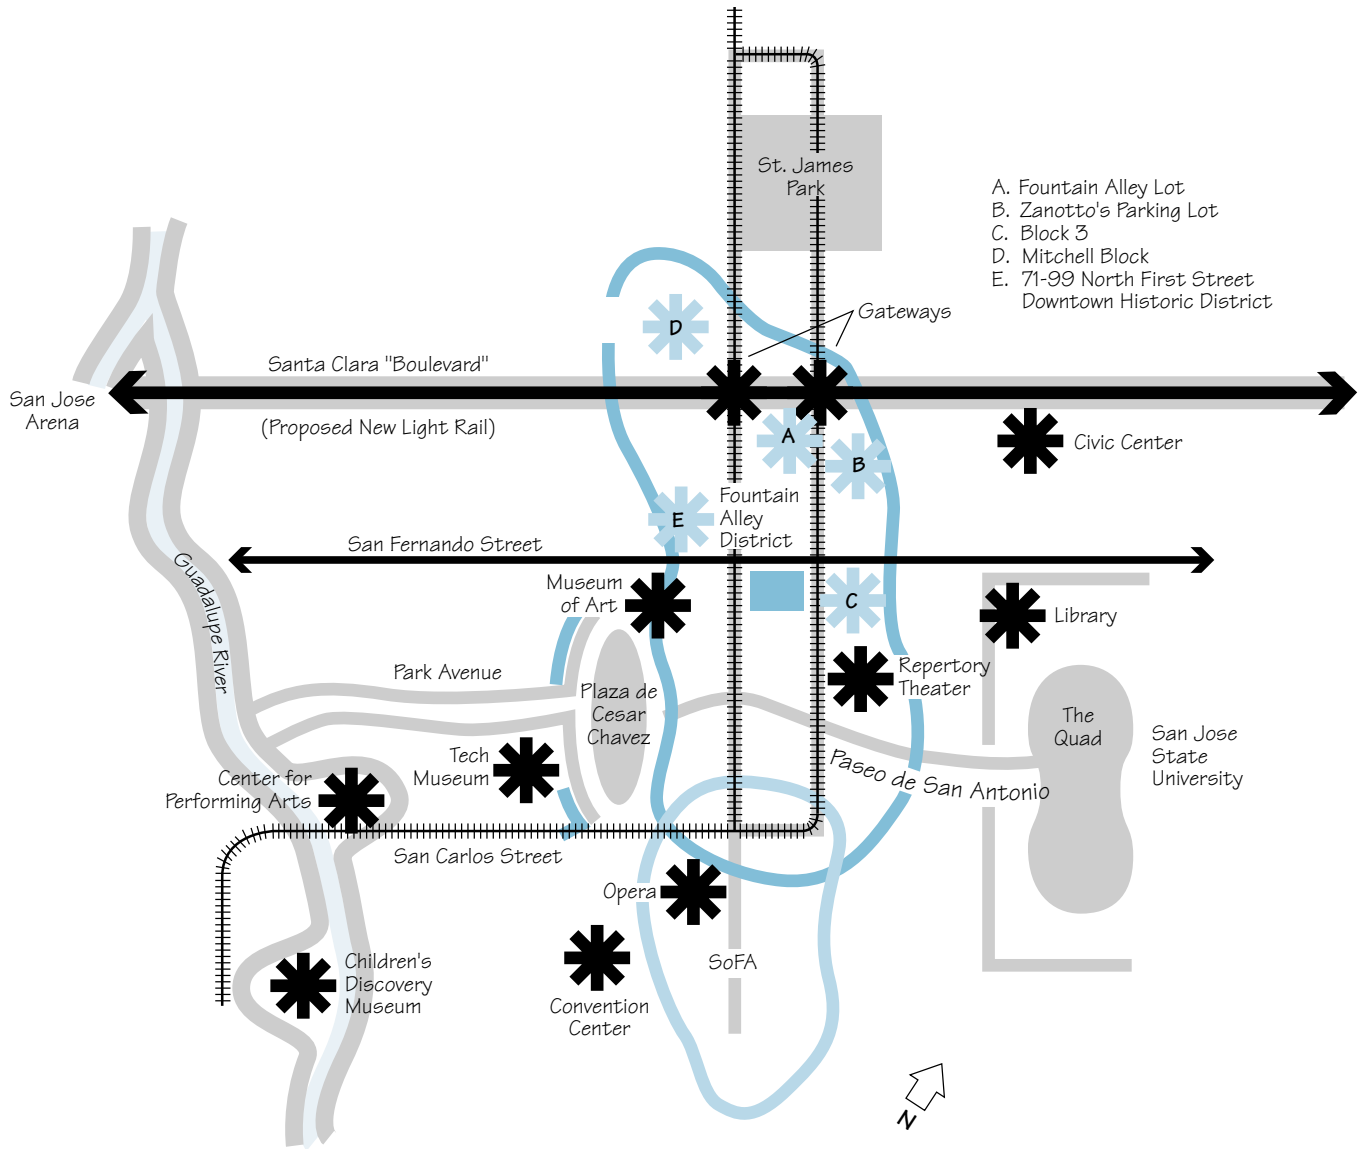 St. James
Park
A. Fountain Alley Lot
B. Zanotto's Parking Lot
C. Block 3
D. Mitchell Block
E. 71-99 North First Street
Downtown Historic District
Gateways
D
Santa Clara "Boulevard"
San Jose
Arena
(Proposed New Light Rail)
A
B
Civic Center
E
Fountain
Alley
District
San Fernando Street
Guadalupe River
Museum
of Art
C
Library
Park Avenue
Plaza de
Cesar
Chavez
Repertory
Theater
The
Quad
San Jose
State
University
Tech
Museum
Paseo de San Antonio
Center for
Performing Arts
San Carlos Street
Opera
SoFA
Children's
Discovery
Museum
Convention
Center
N